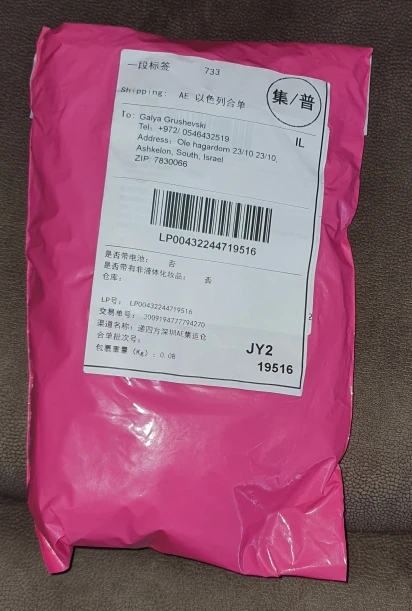 一段标签 733
集/普
Shipping: AE 以色列合单
IL
To: Galya Grushevski
Tel: +972/ 0546432519
Address: Ole hagardom 23/10 23/10,
Ashkelon, South, Israel
ZIP: 7830066
LP00432244719516
是否带电池: 否
是否带有非液体化妆品: 否
仓库:
2
LP号: LP00432244719516
交易单号: 2009194777794270
渠道名称: 递四方深圳AE集运仓
合单批次号:
包裹重量 (Kg) : 0.08
JY2
19516